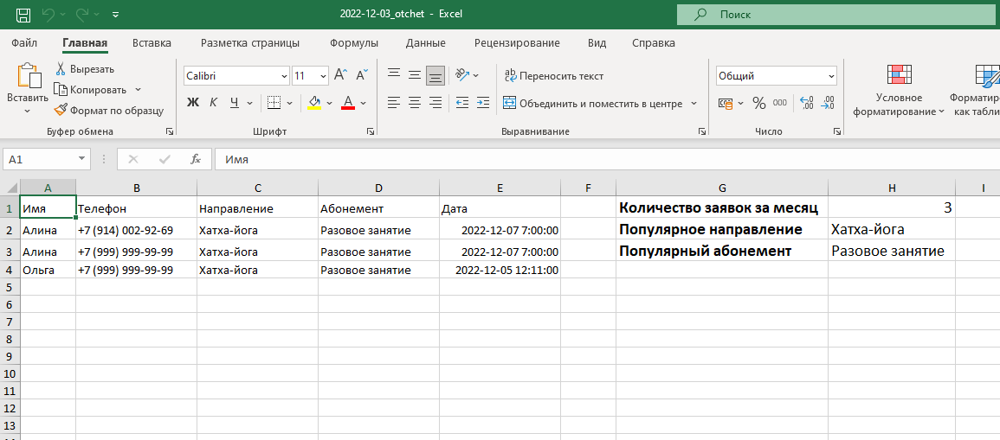 2022-12-03_otchet - Excel
Поиск
Файл Главная Вставка Разметка страницы Формулы Данные Рецензирование Вид Справка
Вставить
Вырезать
Копировать
Формат по образцу
Буфер обмена
Calibri 11
Ж К Ч
Шрифт
Переносить текст
Объединить и поместить в центре
Выравнивание
Общий
% 000
Число
Условное
форматирование
Форматиро
как табли
A1 fx Имя
A B C D E F G H I
1 Имя Телефон Направление Абонемент Дата Количество заявок за месяц 3
2 Алина +7 (914) 002-92-69 Хатха-йога Разовое занятие 2022-12-07 7:00:00 Популярное направление Хатха-йога
3 Алина +7 (999) 999-99-99 Хатха-йога Разовое занятие 2022-12-07 7:00:00 Популярный абонемент Разовое занятие
4 Ольга +7 (999) 999-99-99 Хатха-йога Разовое занятие 2022-12-05 12:11:00
5
6
7
8
9
10
11
12
13